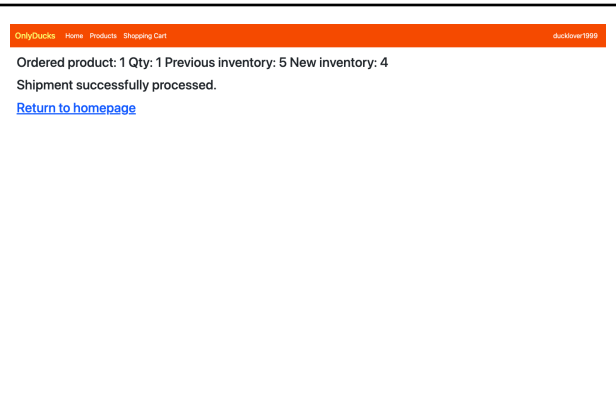 OnlyDucks Home Products Shopping Cart ducklover1999
Ordered product: 1 Qty: 1 Previous inventory: 5 New inventory: 4
Shipment successfully processed.
Return to homepage